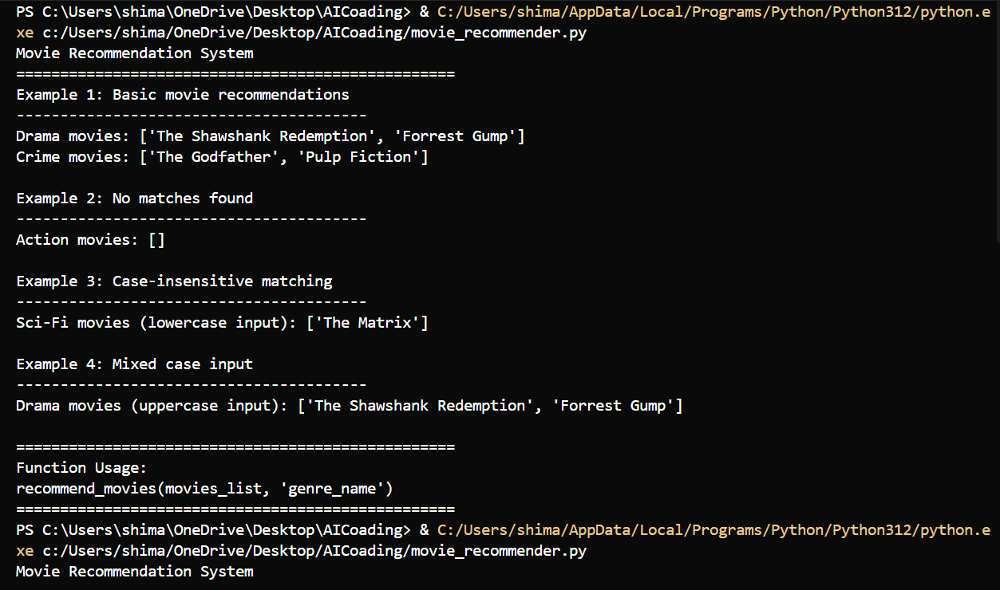 PS C:\Users\shima\OneDrive\Desktop\AICoading> & C:/Users/shima/AppData/Local/Programs/Python/Python312/python.e
xe c:/Users/shima/OneDrive/Desktop/AICoading/movie_recommender.py
Movie Recommendation System
==================================================
Example 1: Basic movie recommendations
----------------------------------------
Drama movies: ['The Shawshank Redemption', 'Forrest Gump']
Crime movies: ['The Godfather', 'Pulp Fiction']
Example 2: No matches found
----------------------------------------
Action movies: []
Example 3: Case-insensitive matching
----------------------------------------
Sci-Fi movies (lowercase input): ['The Matrix']
Example 4: Mixed case input
----------------------------------------
Drama movies (uppercase input): ['The Shawshank Redemption', 'Forrest Gump']
==================================================
Function Usage:
recommend_movies(movies_list, 'genre_name')
==================================================
PS C:\Users\shima\OneDrive\Desktop\AICoading> & C:/Users/shima/AppData/Local/Programs/Python/Python312/python.e
xe c:/Users/shima/OneDrive/Desktop/AICoading/movie_recommender.py
Movie Recommendation System